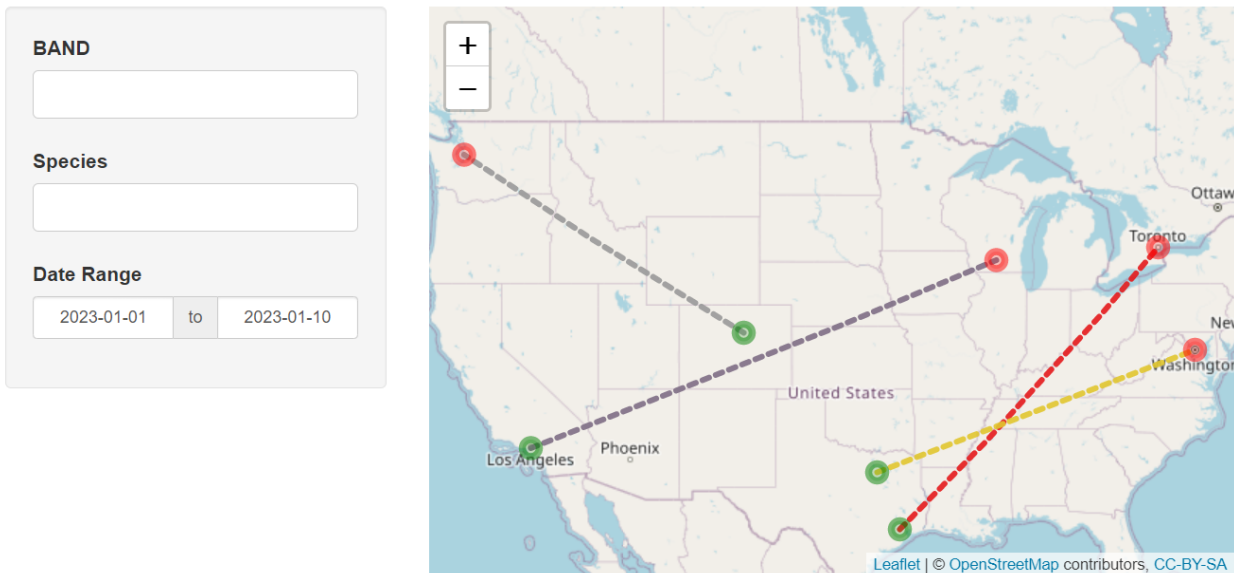 BAND
Species
Date Range
2023-01-01 to 2023-01-10
+
−
Ottaw
Toronto
New
Washington
United States
Phoenix
Los Angeles
Leaflet | © OpenStreetMap contributors, CC-BY-SA